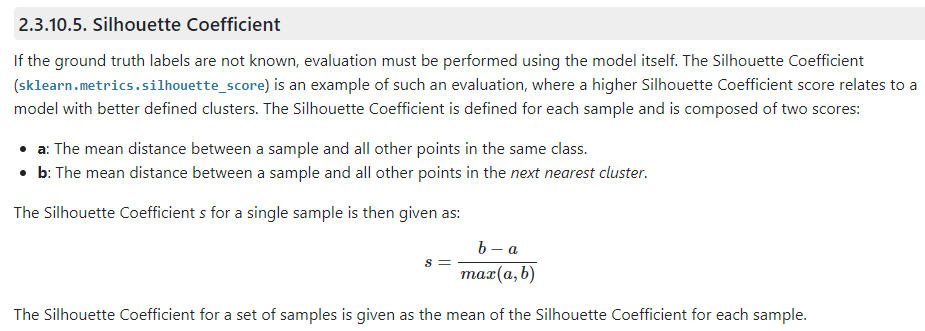 2.3.10.5. Silhouette Coefficient
If the ground truth labels are not known, evaluation must be performed using the model itself. The Silhouette Coefficient
(sklearn.metrics.silhouette_score) is an example of such an evaluation, where a higher Silhouette Coefficient score relates to a
model with better defined clusters. The Silhouette Coefficient is defined for each sample and is composed of two scores:
• a: The mean distance between a sample and all other points in the same class.
• b: The mean distance between a sample and all other points in the next nearest cluster.
The Silhouette Coefficient s for a single sample is then given as:
s = \frac{b - a}{max(a, b)}
The Silhouette Coefficient for a set of samples is given as the mean of the Silhouette Coefficient for each sample.